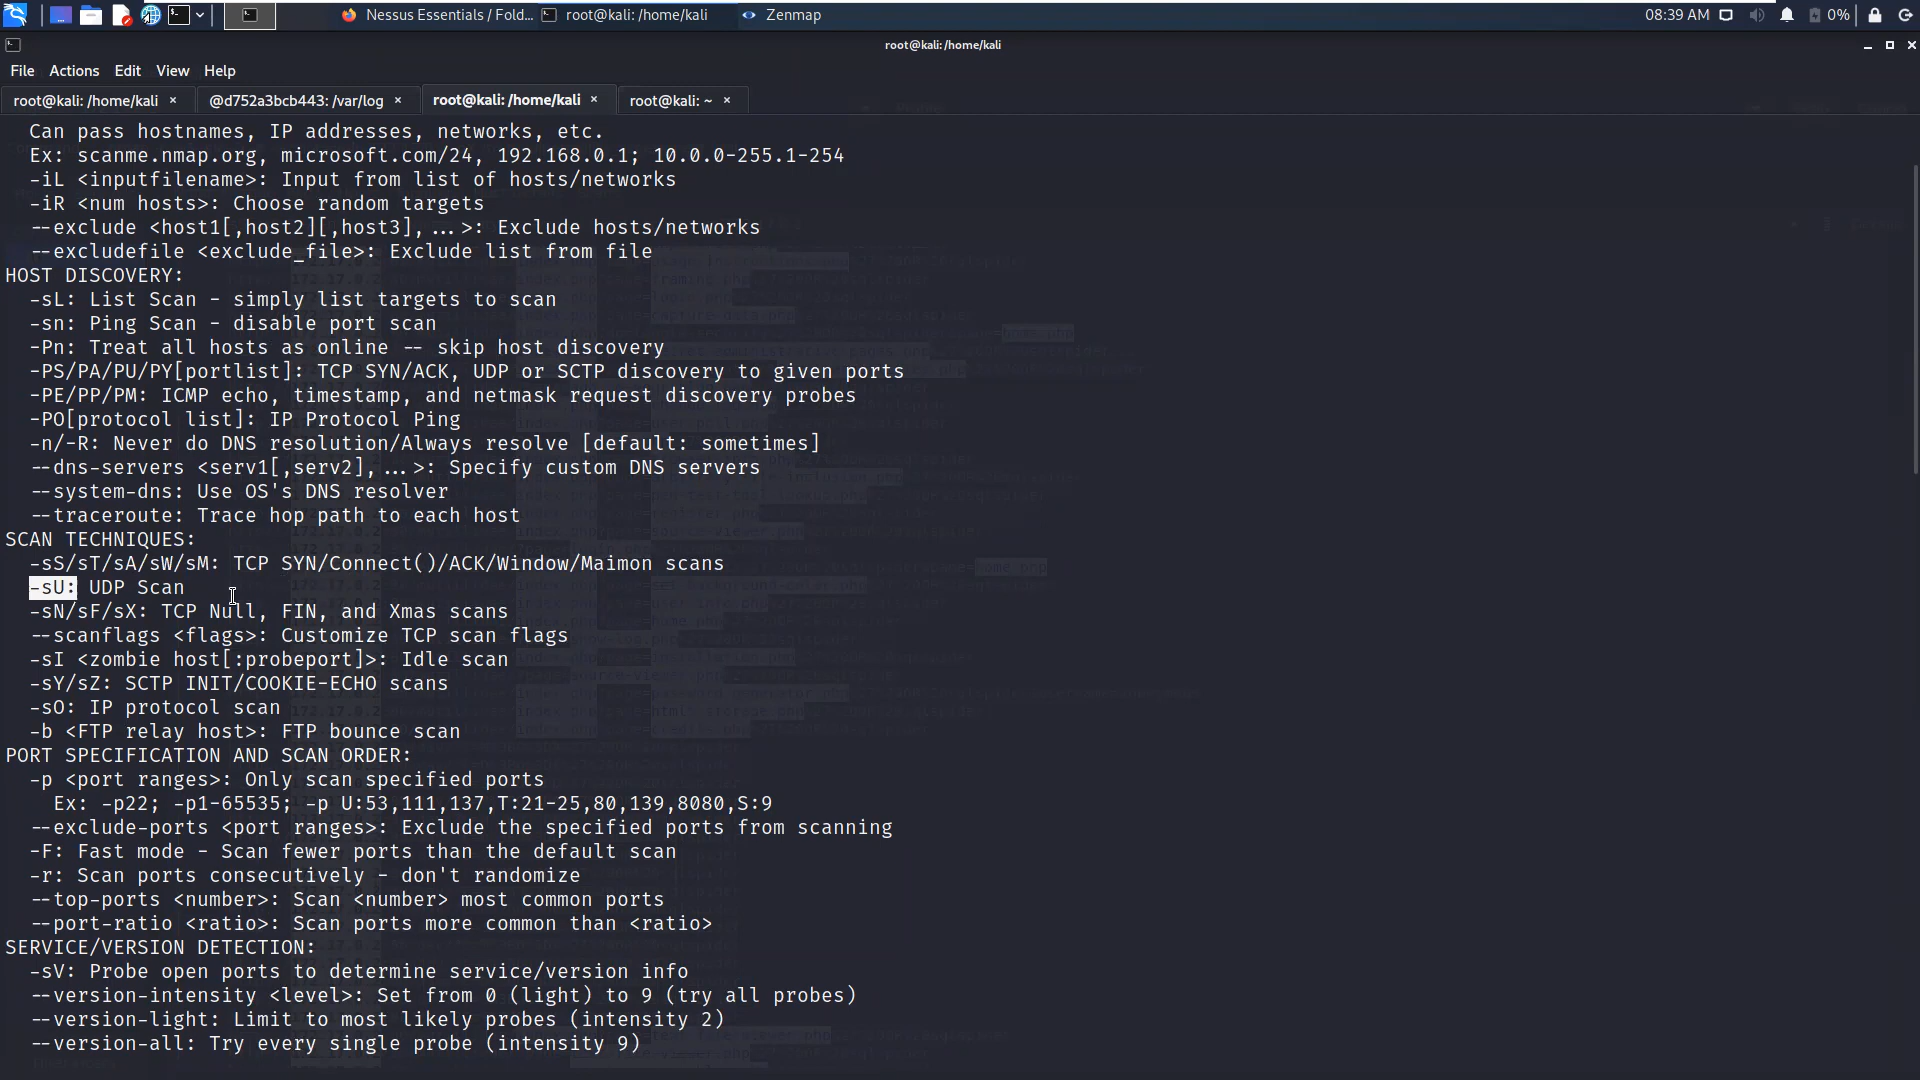 Nessus Essentials / Fold...
root@kali: /home/kali
Zenmap
08:39 AM
0%
root@kali: /home/kali
File Actions Edit View Help
root@kali: /home/kali ×
@d752a3bcb443: /var/log ×
root@kali: /home/kali ×
root@kali: ~ ×
Can pass hostnames, IP addresses, networks, etc.
Ex: scanme.nmap.org, microsoft.com/24, 192.168.0.1; 10.0.0-255.1-254
-iL <inputfilename>: Input from list of hosts/networks
-iR <num hosts>: Choose random targets
--exclude <host1[,host2][,host3],...>: Exclude hosts/networks
--excludefile <exclude_file>: Exclude list from file
HOST DISCOVERY:
-sL: List Scan - simply list targets to scan
-sn: Ping Scan - disable port scan
-Pn: Treat all hosts as online -- skip host discovery
-PS/PA/PU/PY[portlist]: TCP SYN/ACK, UDP or SCTP discovery to given ports
-PE/PP/PM: ICMP echo, timestamp, and netmask request discovery probes
-PO[protocol list]: IP Protocol Ping
-n/-R: Never do DNS resolution/Always resolve [default: sometimes]
--dns-servers <serv1[,serv2],...>: Specify custom DNS servers
--system-dns: Use OS's DNS resolver
--traceroute: Trace hop path to each host
SCAN TECHNIQUES:
-sS/sT/sA/sW/sM: TCP SYN/Connect()/ACK/Window/Maimon scans
-sU: UDP Scan
-sN/sF/sX: TCP Null, FIN, and Xmas scans
--scanflags <flags>: Customize TCP scan flags
-sI <zombie host[:probeport]>: Idle scan
-sY/sZ: SCTP INIT/COOKIE-ECHO scans
-sO: IP protocol scan
-b <FTP relay host>: FTP bounce scan
PORT SPECIFICATION AND SCAN ORDER:
-p <port ranges>: Only scan specified ports
Ex: -p22; -p1-65535; -p U:53,111,137,T:21-25,80,139,8080,S:9
--exclude-ports <port ranges>: Exclude the specified ports from scanning
-F: Fast mode - Scan fewer ports than the default scan
-r: Scan ports consecutively - don't randomize
--top-ports <number>: Scan <number> most common ports
--port-ratio <ratio>: Scan ports more common than <ratio>
SERVICE/VERSION DETECTION:
-sV: Probe open ports to determine service/version info
--version-intensity <level>: Set from 0 (light) to 9 (try all probes)
--version-light: Limit to most likely probes (intensity 2)
--version-all: Try every single probe (intensity 9)